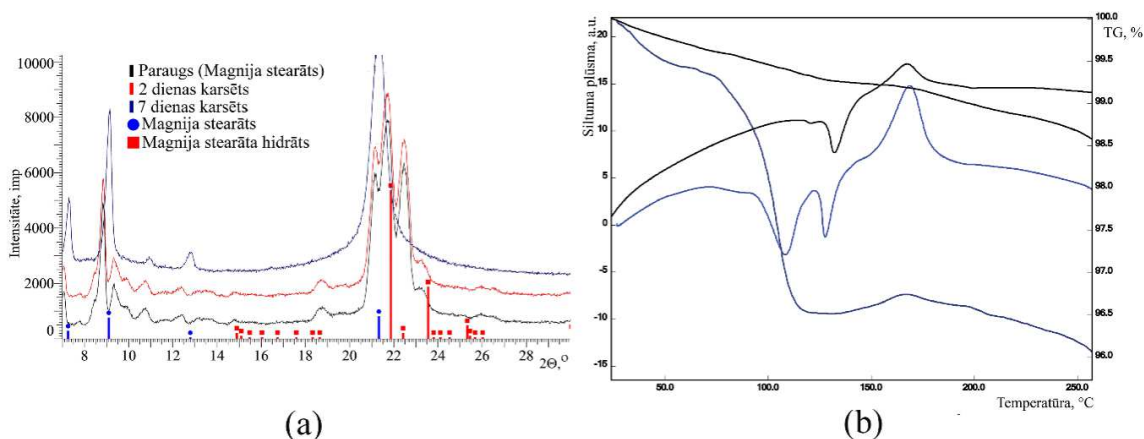 10000
8000
6000
4000
2000
0
Intensitāte, imp
Paraugs (Magnija stearāts)
2 dienas karsēts
7 dienas karsēts
Magnija stearāts
Magnija stearāta hidrāts
8 10 12 14 16 18 20 22 24 26 28
2Θ,°
(a)
Siltuma plūsma, a.u.
20
15
10
5
0
-5
-10
-15
100.0
TG, %
99.5
99.0
98.5
98.0
97.5
97.0
96.5
96.0
50.0 100.0 150.0 200.0 250.0
Temperatūra, °C
(b)